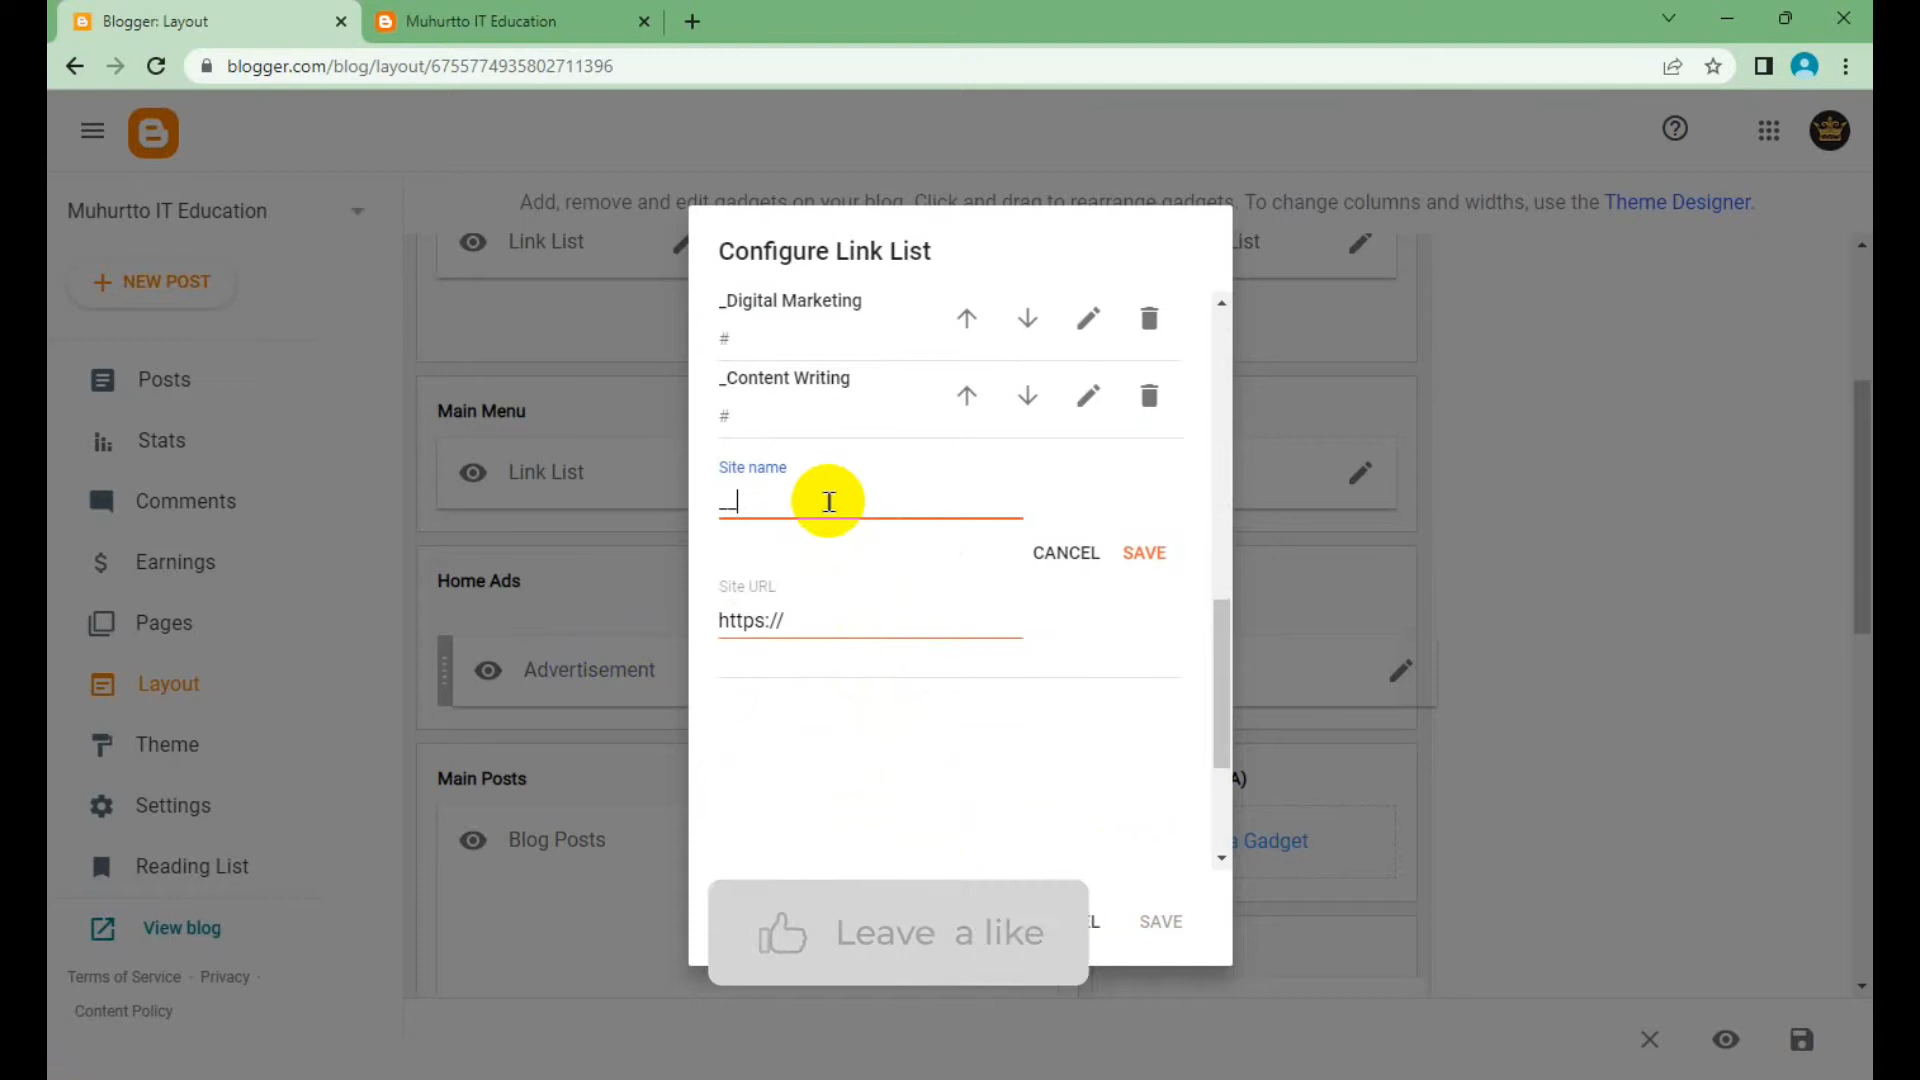 Blogger: Layout
Muhurtto IT Education
blogger.com/blog/layout/6755774935802711396
Muhurtto IT Education
NEW POST
Posts
Stats
Comments
Earnings
Pages
Layout
Theme
Settings
Reading List
View blog
Terms of Service · Privacy ·
Content Policy
Add, remove and edit gadgets on your blog. Click and drag to rearrange gadgets. To change columns and widths, use the Theme Designer.
Link List
List
Main Menu
Link List
Home Ads
Advertisement
Main Posts
Blog Posts
A)
a Gadget
Configure Link List
_Digital Marketing
#
_Content Writing
#
Site name
__
CANCEL SAVE
Site URL
https://
EL SAVE
Leave a like